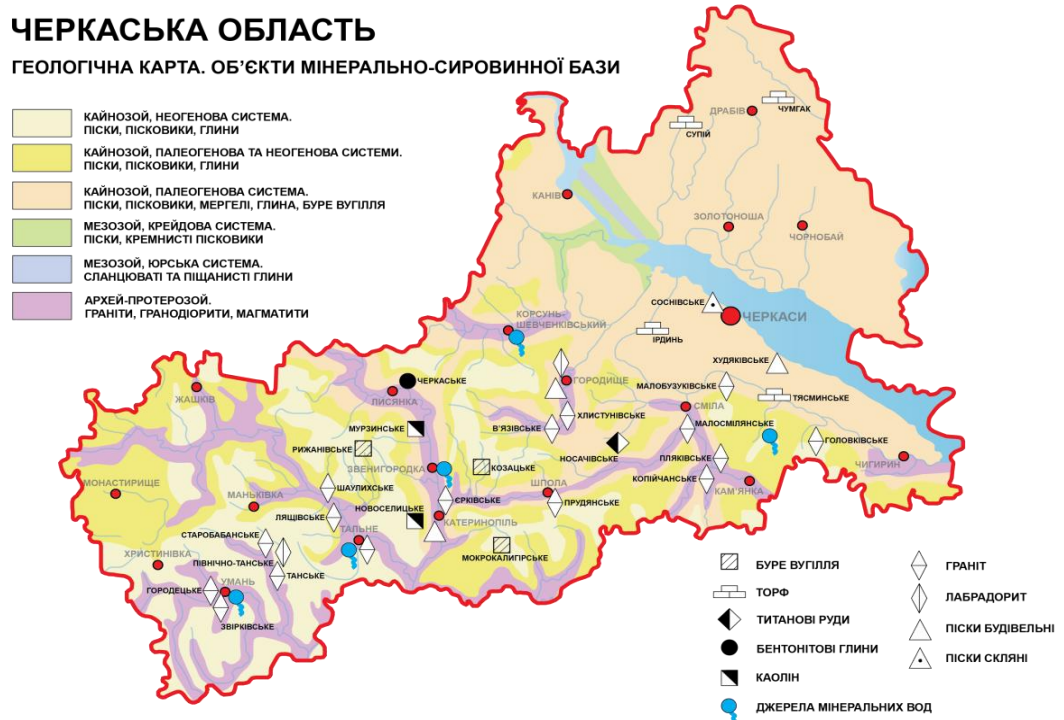 ЧЕРКАСЬКА ОБЛАСТЬ
ГЕОЛОГІЧНА КАРТА. ОБ’ЄКТИ МІНЕРАЛЬНО-СИРОВИННОЇ БАЗИ
КАЙНОЗОЙ, НЕОГЕНОВА СИСТЕМА.
ПІСКИ, ПІСКОВИКИ, ГЛИНИ
КАЙНОЗОЙ, ПАЛЕОГЕНОВА ТА НЕОГЕНОВА СИСТЕМИ.
ПІСКИ, ПІСКОВИКИ, ГЛИНИ
КАЙНОЗОЙ, ПАЛЕОГЕНОВА СИСТЕМА.
ПІСКИ, ПІСКОВИКИ, МЕРГЕЛІ, ГЛИНА, БУРЕ ВУГІЛЛЯ
МЕЗОЗОЙ, КРЕЙДОВА СИСТЕМА.
ПІСКИ, КРЕМНИСТІ ПІСКОВИКИ
МЕЗОЗОЙ, ЮРСЬКА СИСТЕМА.
СЛАНЦЮВАТІ ТА ПІЩАНИСТІ ГЛИНИ
АРХЕЙ-ПРОТЕРОЗОЙ.
ГРАНІТИ, ГРАНОДІОРИТИ, МАГМАТИТИ
ДРАБІВ
ЧУМГАК
СУПІЙ
КАНІВ
ЗОЛОТОНОША
ЧОРНОБАЙ
СОСНІВСЬКЕ
ЧЕРКАСИ
КОРСУНЬ-
ШЕВЧЕНКІВСЬКИЙ
ІРДИНЬ
ХУДЯКІВСЬКЕ
ЧЕРКАСЬКЕ
ГОРОДИЩЕ
МАЛОБУЗУКІВСЬКЕ
ТЯСМИНСЬКЕ
ЖАШКІВ
ЛИСЯНКА
СМІЛА
ХЛИСТУНІВСЬКЕ
МАЛОСМІЛЯНСЬКЕ
МУРЗИНСЬКЕ
В’ЯЗІВСЬКЕ
ГОЛОВКІВСЬКЕ
РИЖАНІВСЬКЕ
НОСАЧІВСЬКЕ
ПЛЯКІВСЬКЕ
ЗВЕНИГОРОДКА
КОЗАЦЬКЕ
ЧИГИРИН
КОПІЙЧАНСЬКЕ
МОНАСТИРИЩЕ
ШАУЛИХСЬКЕ
ШПОЛА
КАМ’ЯНКА
МАНЬКІВКА
НОВОСЕЛИЦЬКЕ
ЄРКІВСЬКЕ
ПРУДЯНСЬКЕ
ЛЯЩІВСЬКЕ
КАТЕРИНОПІЛЬ
ТАЛЬНЕ
СТАРОБАБАНСЬКЕ
МОКРОКАЛИГІРСЬКЕ
ХРИСТИНІВКА
ПІВНІЧНО-ТАНСЬКЕ
ТАНСЬКЕ
УМАНЬ
ГОРОДЕЦЬКЕ
ЗВІРКІВСЬКЕ
БУРЕ ВУГІЛЛЯ
ТОРФ
ТИТАНОВІ РУДИ
БЕНТОНІТОВІ ГЛИНИ
КАОЛІН
ДЖЕРЕЛА МІНЕРАЛЬНИХ ВОД
ГРАНІТ
ЛАБРАДОРИТ
ПІСКИ БУДІВЕЛЬНІ
ПІСКИ СКЛЯНІ